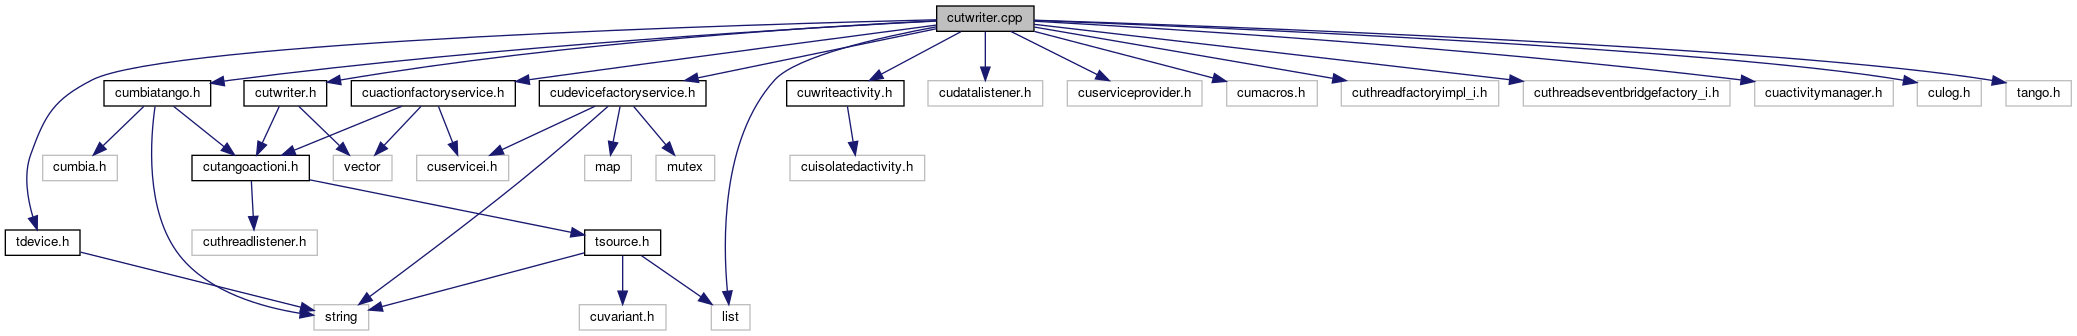 cutwriter.cpp
cumbiatango.h
cutwriter.h
cuactionfactoryservice.h
cudevicefactoryservice.h
cuwriteactivity.h
cudatalistener.h
cuserviceprovider.h
cumacros.h
cuthreadfactoryimpl_i.h
cuthreadseventbridgefactory_i.h
cuactivitymanager.h
culog.h
tango.h
cumbia.h
cutangoactioni.h
vector
cuservicei.h
map
mutex
cuisolatedactivity.h
tdevice.h
cuthreadlistener.h
tsource.h
string
cuvariant.h
list